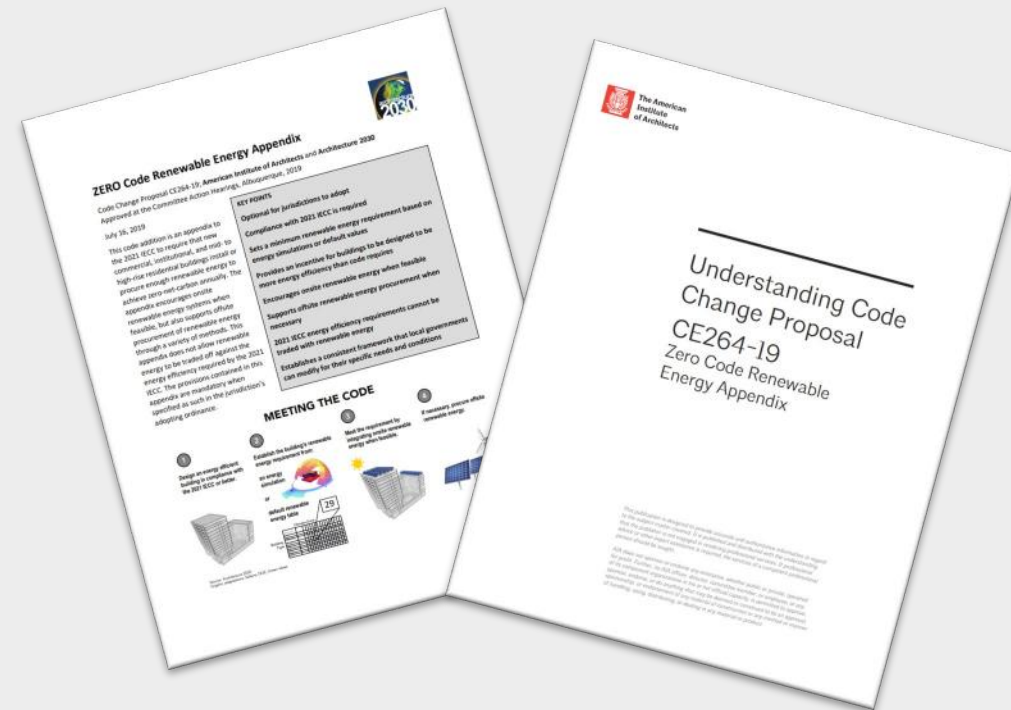 2030
ZERO Code Renewable Energy Appendix
Code Change Proposal CE264-19; American Institute of Architects and Architecture 2030
Approved at the Committee Action Hearings, Albuquerque, 2019
July 16, 2019
This code addition is an appendix to
the 2021 IECC to require that new
commercial, institutional, and mid- to
high-rise residential buildings install or
procure enough renewable energy to
achieve zero-net-carbon annually. The
appendix encourages onsite
renewable energy systems when
feasible, but also supports offsite
procurement of renewable energy
through a variety of methods. This
appendix does not allow renewable
energy to be traded off against the
energy efficiency required by the 2021
IECC. The provisions contained in this
appendix are mandatory when
specified as such in the jurisdiction's
adopting ordinance.
KEY POINTS
Optional for jurisdictions to adopt
Compliance with 2021 IECC is required
Sets a minimum renewable energy requirement based on
energy simulations or default values
Provides an incentive for buildings to be designed to be
more energy efficiency than code requires
Encourages onsite renewable energy when feasible
Supports offsite renewable energy procurement when
necessary
2021 IECC energy efficiency requirements cannot be
traded with renewable energy
Establishes a consistent framework that local governments
can modify for their specific needs and conditions
MEETING THE CODE
1
Design an energy efficient
building in compliance with
the 2021 IECC or better.
2
Establish the building's renewable
energy requirement from:
an energy
simulation
or
default renewable
energy table
29
3
Meet the requirement by
integrating onsite renewable
energy when feasible.
4
If necessary, procure offsite
renewable energy.
The American
Institute
of Architects
Understanding Code
Change Proposal
CE264-19
Zero Code Renewable
Energy Appendix